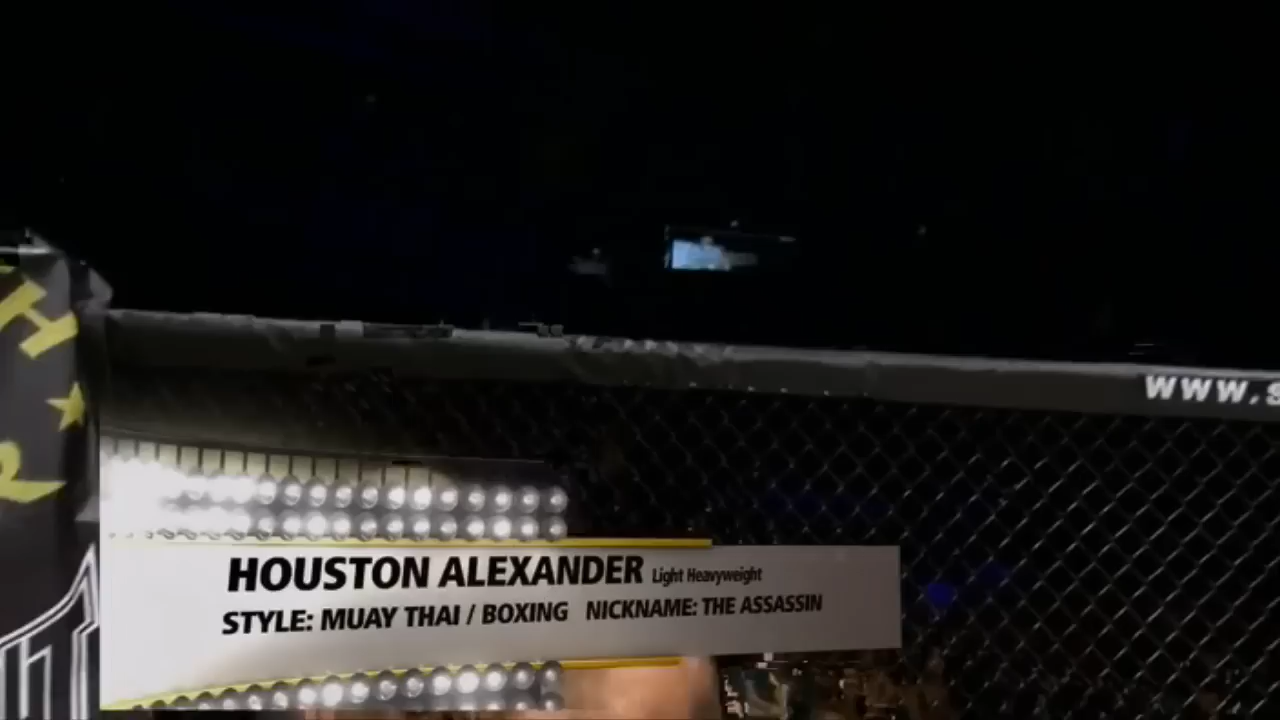 H
WWW.S
HOUSTON ALEXANDER Light Heavyweight
STYLE: MUAY THAI / BOXING NICKNAME: THE ASSASSIN